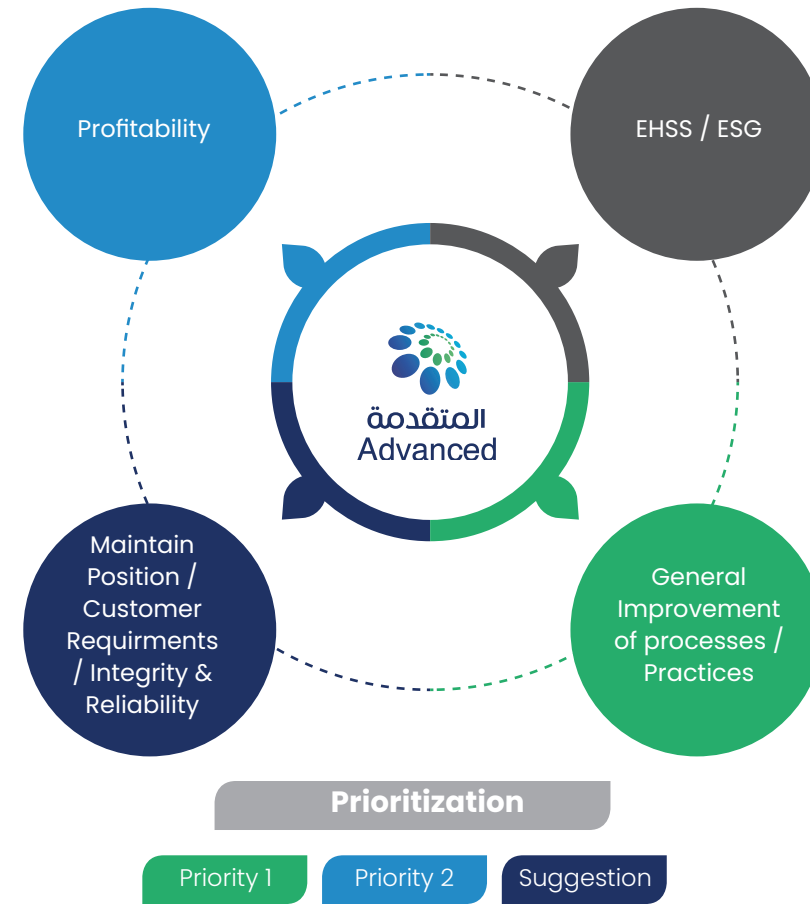 Profitability
EHSS / ESG
المتقدمة
Advanced
Maintain
Position /
Customer
Requirments
/ Integrity &
Reliability
General
Improvement
of processes /
Practices
Prioritization
Priority 1
Priority 2
Suggestion